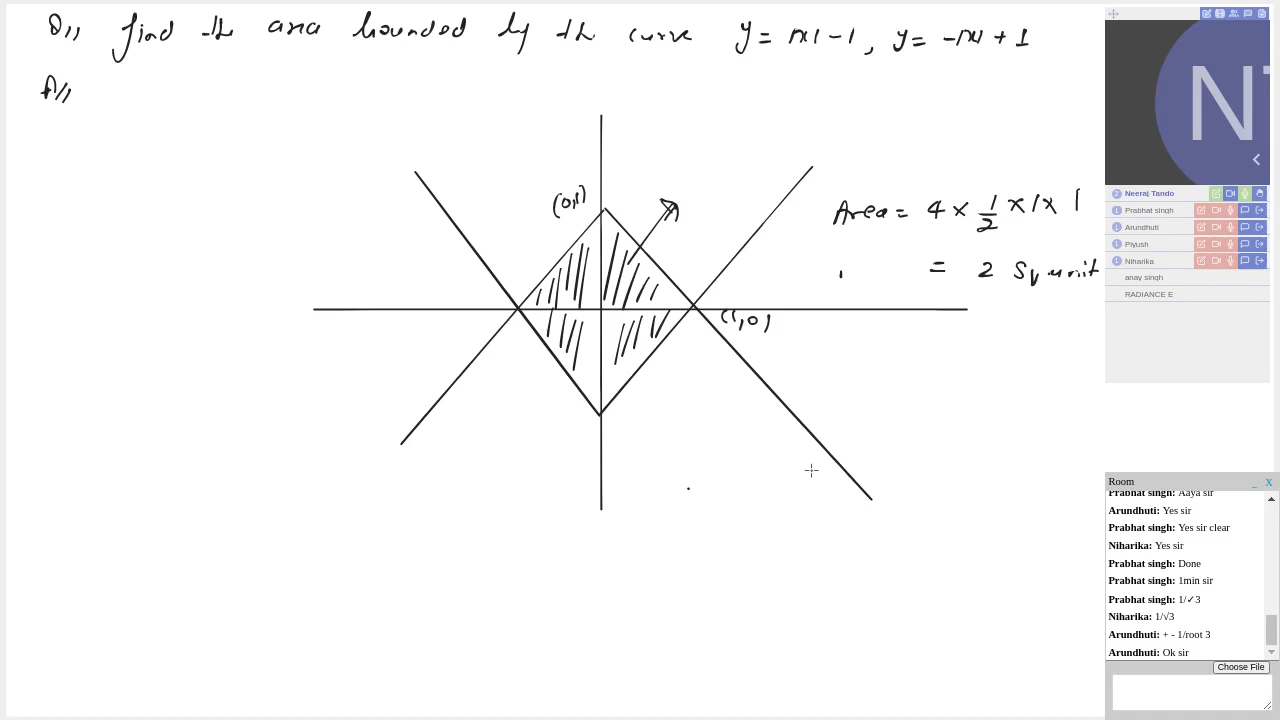 Q// find the area bounded by the curve y = |x| - 1, y = -|x| + 1
A//
(0,1)
(1,0)
Area = 4 × 1/2 × 1 × 1
= 2 Sq unit
N
Neeraj Tando
Prabhat singh
Arundhuti
Piyush
Niharika
anay singh
RADIANCE E
Room
_ X
Prabhat singh: Aaya sir
Arundhuti: Yes sir
Prabhat singh: Yes sir clear
Niharika: Yes sir
Prabhat singh: Done
Prabhat singh: 1min sir
Prabhat singh: 1/✓3
Niharika: 1/√3
Arundhuti: + - 1/root 3
Arundhuti: Ok sir
Choose File